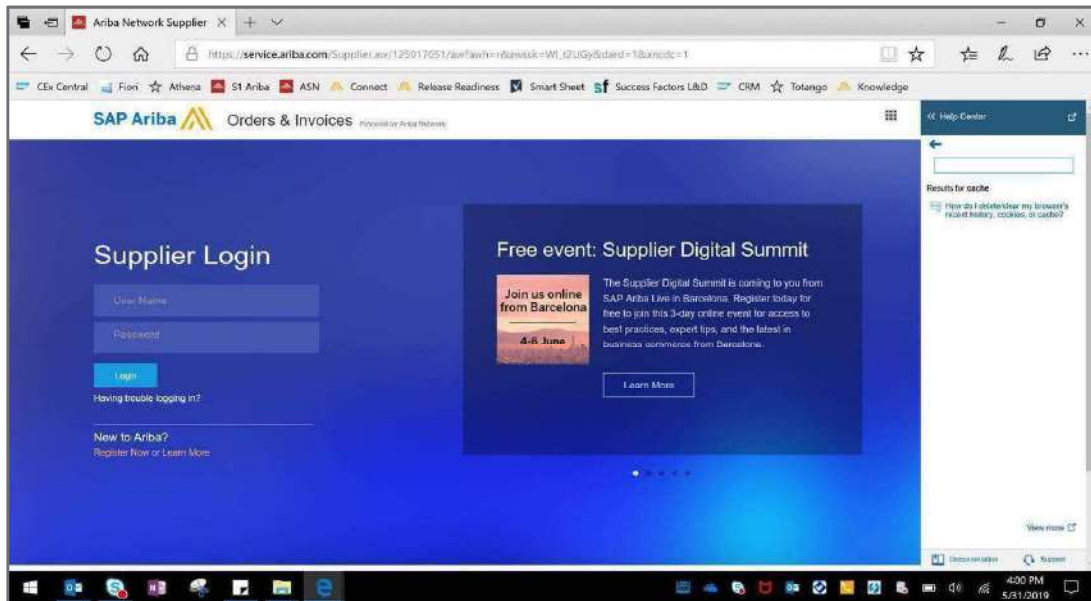 Ariba Network Supplier
https://service.ariba.com/Supplier.aw/125017051/aw?awh=r&awssk=WI_t2UGy&dard=1&ancdc=1
CEx Central Fiori Athena S1 Ariba ASN Connect Release Readiness Smart Sheet Success Factors L&D CRM Totango Knowledge
SAP Ariba Orders & Invoices Powered by Ariba Network
Help Center
Results for cache
How do I delete/clear my browser's
recent history, cookies, or cache?
Supplier Login
User Name
Password
Login
Having trouble logging in?
New to Ariba?
Register Now or Learn More
Free event: Supplier Digital Summit
Join us online
from Barcelona
4-6 June
The Supplier Digital Summit is coming to you from
SAP Ariba Live in Barcelona. Register today for
free to join this 3-day online event for access to
best practices, expert tips, and the latest in
business commerce from Barcelona.
Learn More
View more
Documentation Support
4:00 PM
5/31/2019